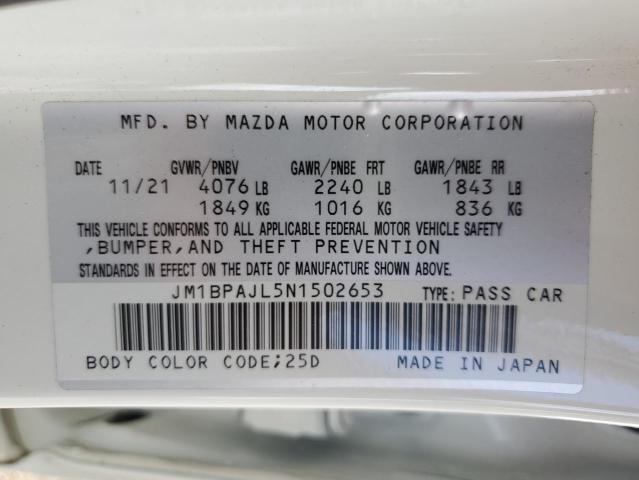 MFD. BY MAZDA MOTOR CORPORATION
DATE GVWR/PNBV GAWR/PNBE FRT GAWR/PNBE RR
11/21 4076 LB 2240 LB 1843 LB
1849 KG 1016 KG 836 KG
THIS VEHICLE CONFORMS TO ALL APPLICABLE FEDERAL MOTOR VEHICLE SAFETY
,BUMPER,AND THEFT PREVENTION
STANDARDS IN EFFECT ON THE DATE OF MANUFACTURE SHOWN ABOVE.
JM1BPAJL5N1502653 TYPE: PASS CAR
BODY COLOR CODE;25D MADE IN JAPAN